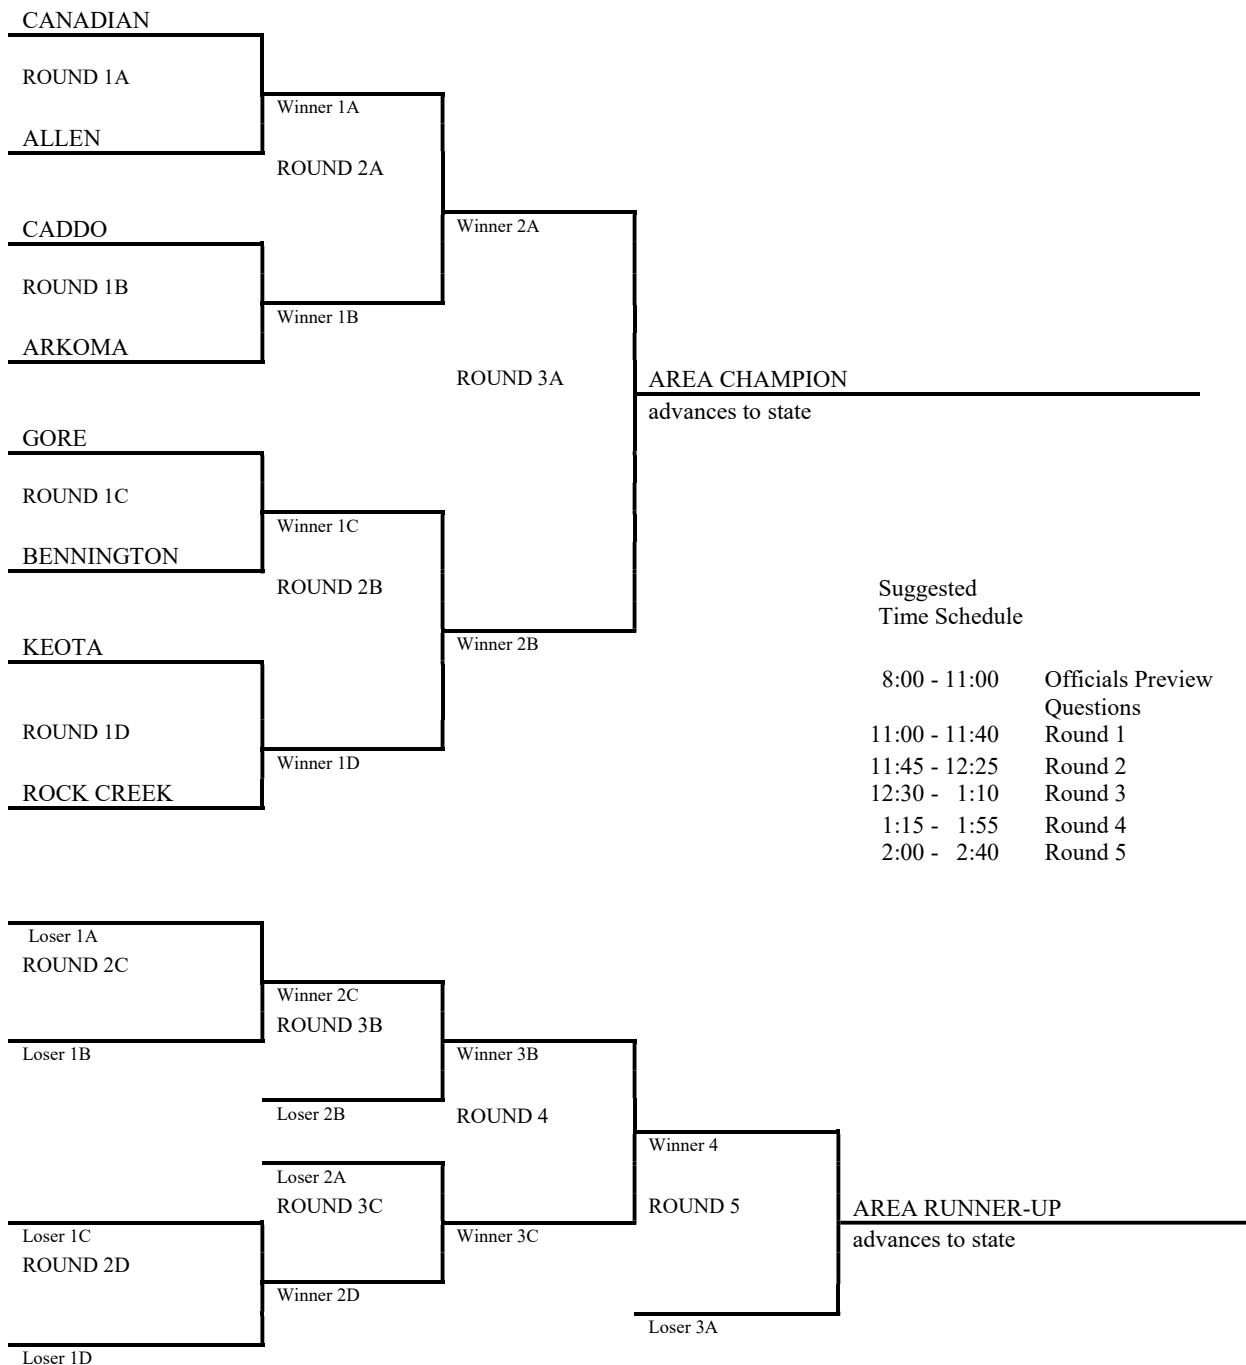 CANADIAN
ROUND 1A
Winner 1A
ALLEN
ROUND 2A
CADDO
Winner 2A
ROUND 1B
Winner 1B
ARKOMA
ROUND 3A
AREA CHAMPION
advances to state
GORE
ROUND 1C
Winner 1C
BENNINGTON
ROUND 2B
Winner 2B
KEOTA
ROUND 1D
Winner 1D
ROCK CREEK
Suggested
Time Schedule
8:00 - 11:00 Officials Preview
Questions
11:00 - 11:40 Round 1
11:45 - 12:25 Round 2
12:30 - 1:10 Round 3
1:15 - 1:55 Round 4
2:00 - 2:40 Round 5
Loser 1A
ROUND 2C
Winner 2C
ROUND 3B
Loser 1B
Winner 3B
Loser 2B
ROUND 4
Winner 4
Loser 2A
ROUND 3C
ROUND 5
AREA RUNNER-UP
advances to state
Loser 1C
Winner 3C
ROUND 2D
Winner 2D
Loser 3A
Loser 1D